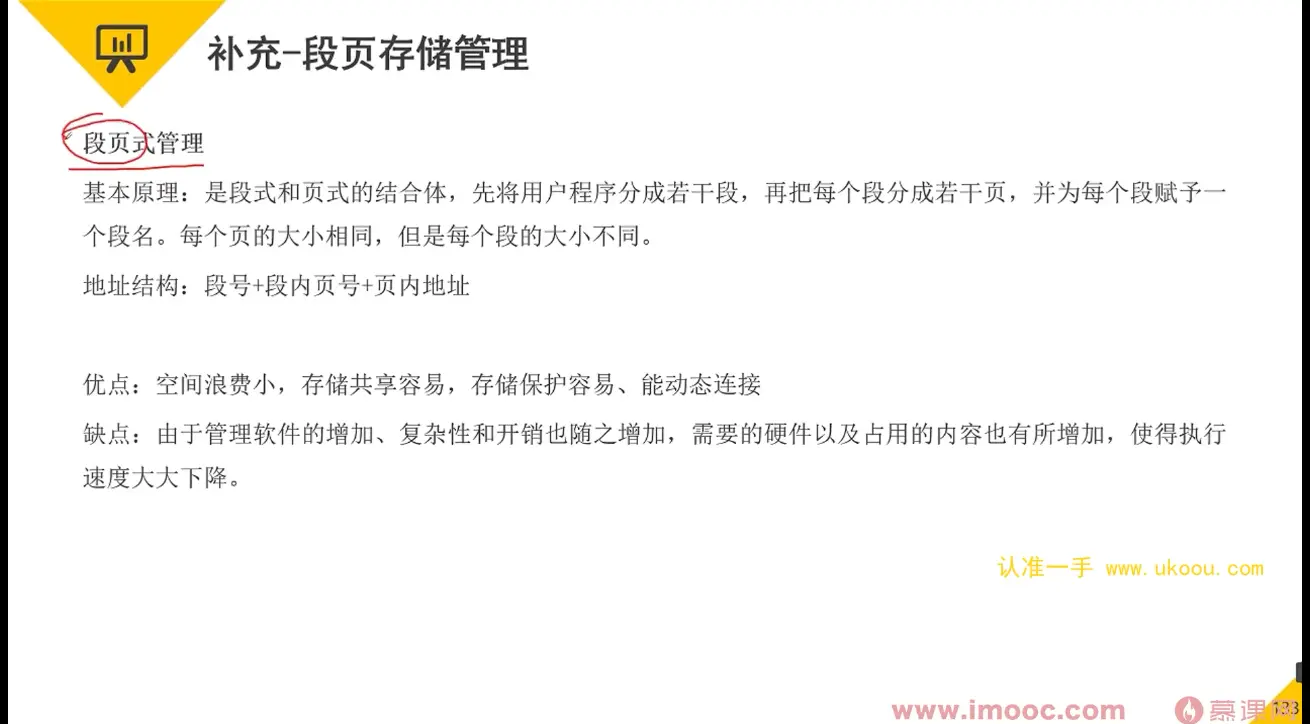 补充-段页存储管理
段页式管理
基本原理：是段式和页式的结合体，先将用户程序分成若干段，再把每个段分成若干页，并为每个段赋予一
个段名。每个页的大小相同，但是每个段的大小不同。
地址结构：段号+段内页号+页内地址
优点：空间浪费小，存储共享容易，存储保护容易、能动态连接
缺点：由于管理软件的增加、复杂性和开销也随之增加，需要的硬件以及占用的内容也有所增加，使得执行
速度大大下降。
认准一手 www.ukoou.com
www.imooc.com 慕课网